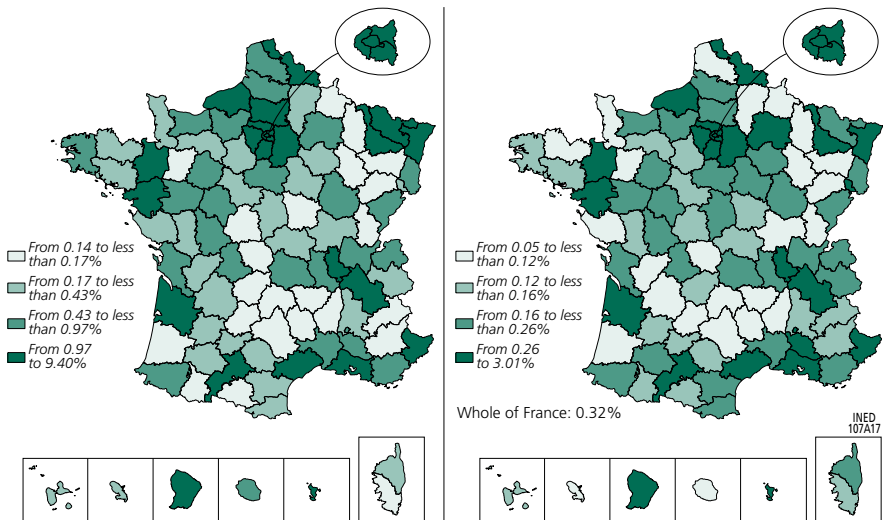 From 0.14 to less
than 0.17%
From 0.17 to less
than 0.43%
From 0.43 to less
than 0.97%
From 0.97
to 9.40%
From 0.05 to less
than 0.12%
From 0.12 to less
than 0.16%
From 0.16 to less
than 0.26%
From 0.26
to 3.01%
Whole of France: 0.32%
INED
107A17